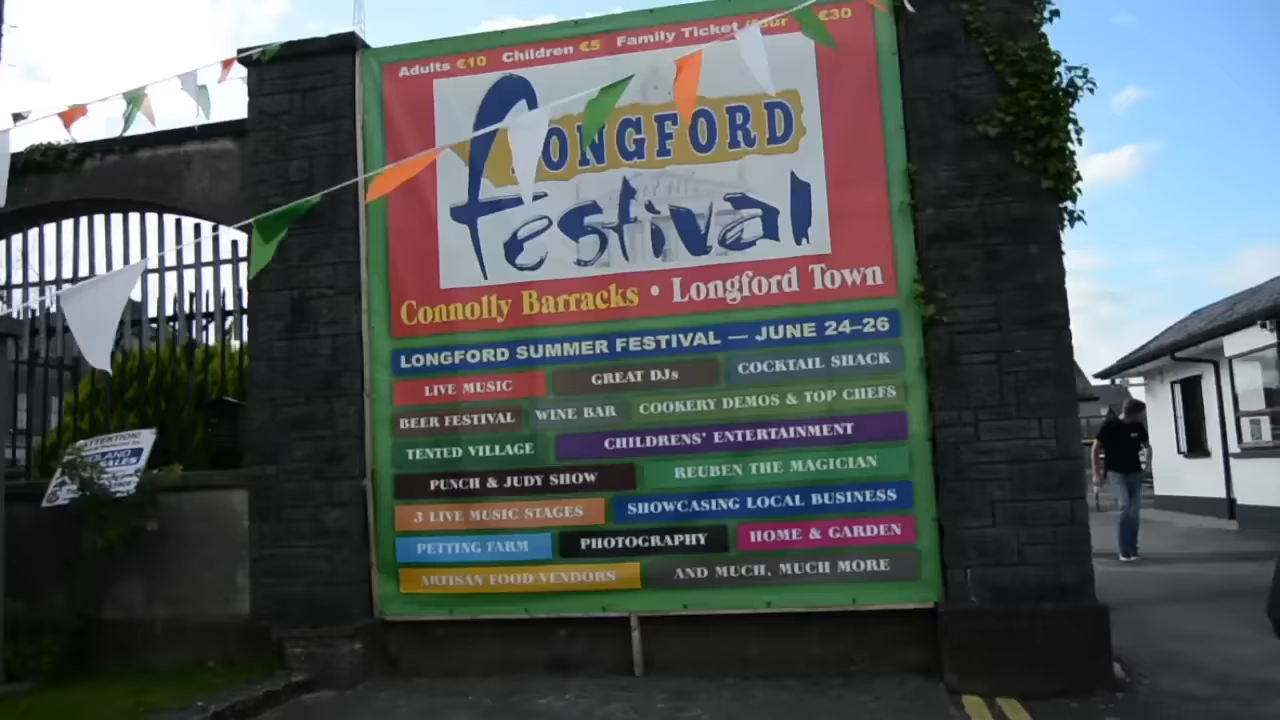 Adults €10 Children €5 Family Ticket (four €30
LONGFORD
festival
Connolly Barracks • Longford Town
LONGFORD SUMMER FESTIVAL — JUNE 24–26
LIVE MUSIC GREAT DJs COCKTAIL SHACK
BEER FESTIVAL WINE BAR COOKERY DEMOS & TOP CHEFS
TENTED VILLAGE CHILDRENS' ENTERTAINMENT
PUNCH & JUDY SHOW REUBEN THE MAGICIAN
3 LIVE MUSIC STAGES SHOWCASING LOCAL BUSINESS
PETTING FARM PHOTOGRAPHY HOME & GARDEN
ARTISAN FOOD VENDORS AND MUCH, MUCH MORE
ATTENTION!